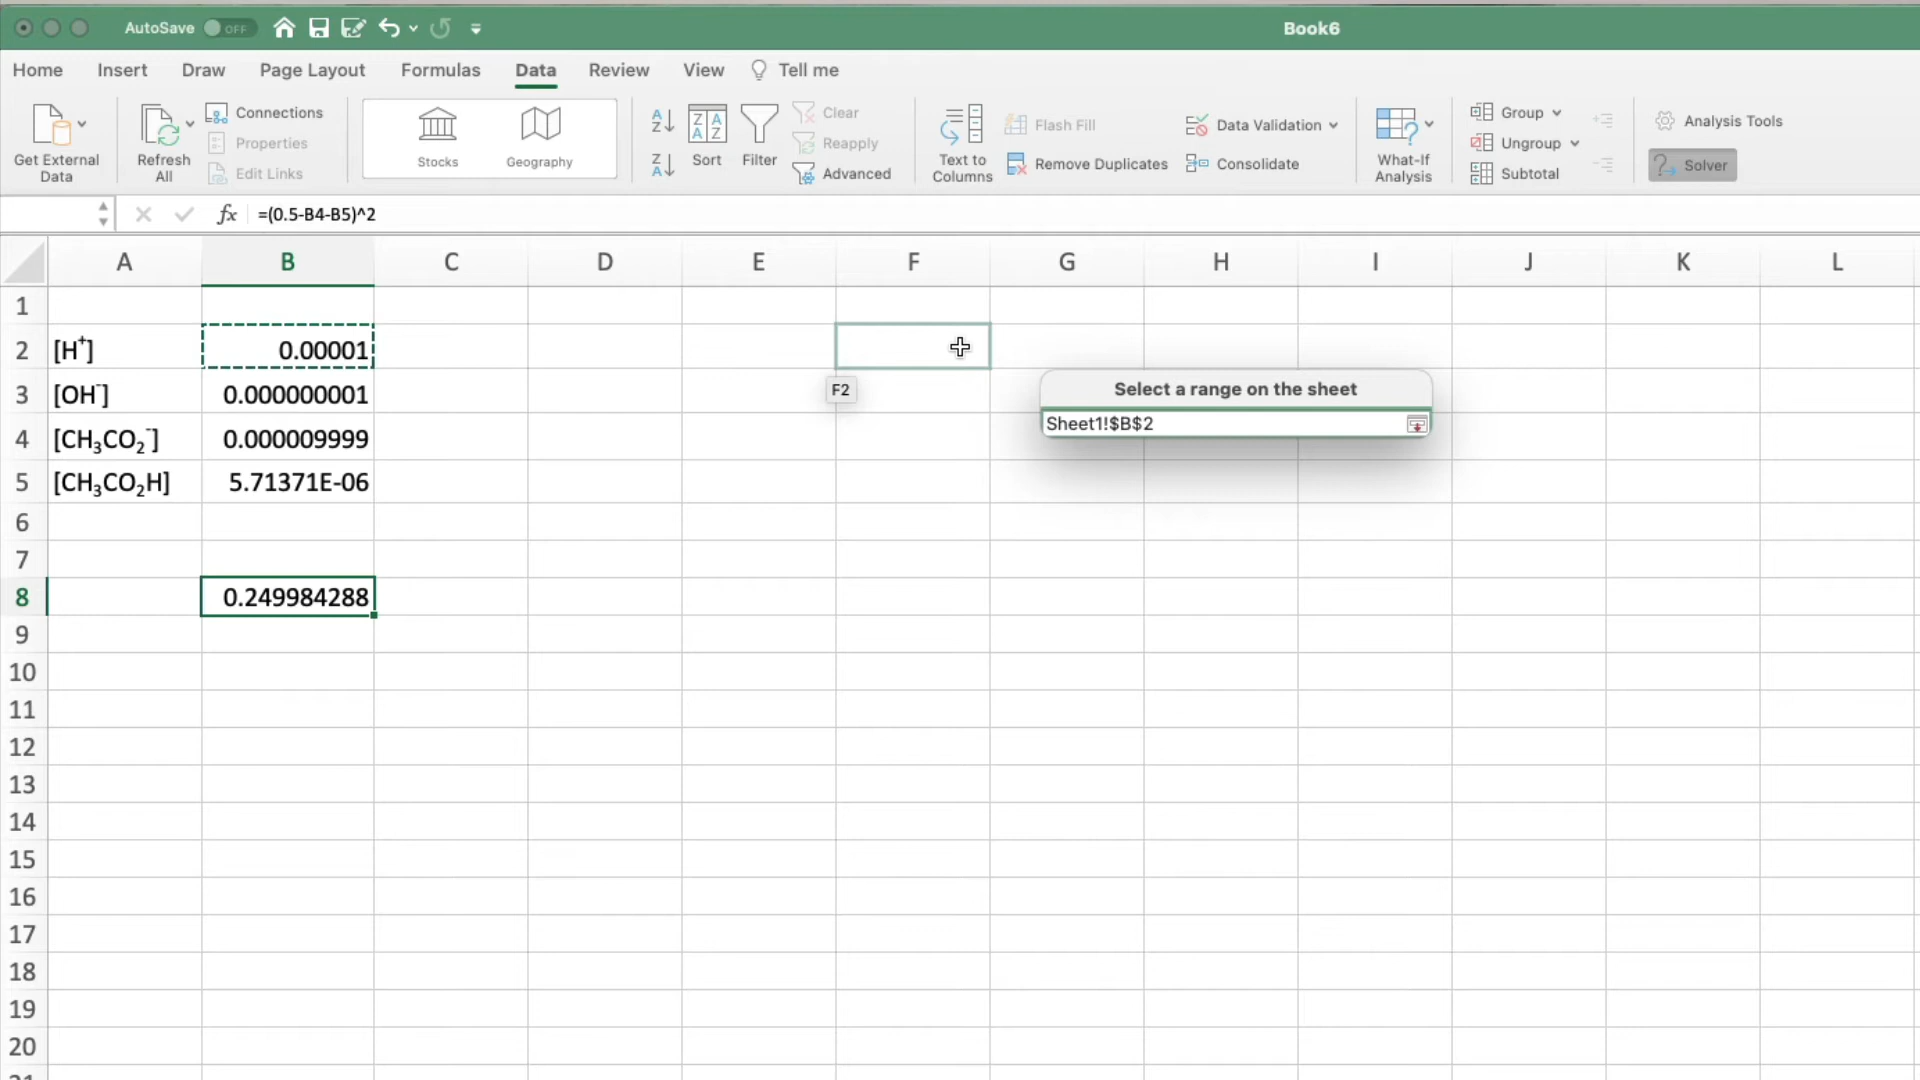 AutoSave OFF Book6
Home Insert Draw Page Layout Formulas Data Review View Tell me
Get External Data
Refresh All
Connections
Properties
Edit Links
Stocks Geography
Sort
Filter
Clear
Reapply
Advanced
Text to Columns
Flash Fill
Remove Duplicates
Data Validation
Consolidate
What-If Analysis
Group
Ungroup
Subtotal
Analysis Tools
Solver
fx =(0.5-B4-B5)^2
A B C D E F G H I J K L
1
2 [H⁺] 0.00001
F2
Select a range on the sheet
Sheet1!$B$2
3 [OH⁻] 0.000000001
4 [CH₃CO₂⁻] 0.000009999
5 [CH₃CO₂H] 5.71371E-06
6
7
8 0.249984288
9
10
11
12
13
14
15
16
17
18
19
20